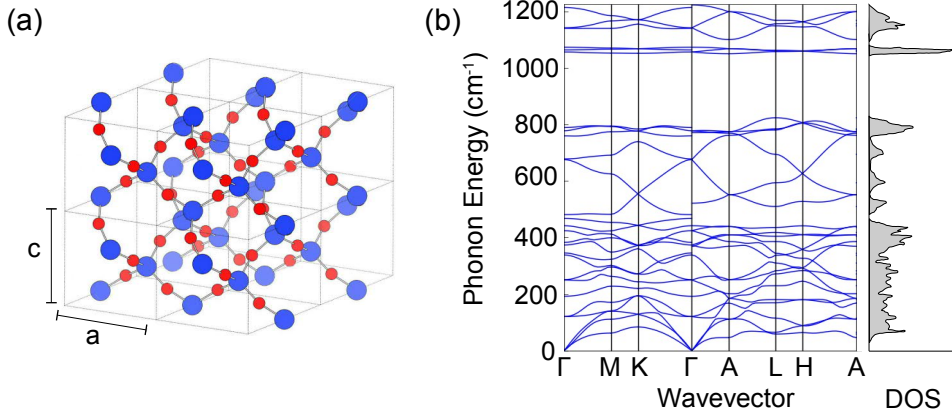 (a)
c
a
(b)
Phonon Energy (cm⁻¹)
1200
1000
800
600
400
200
0
Γ M K Γ A L H A
Wavevector
DOS